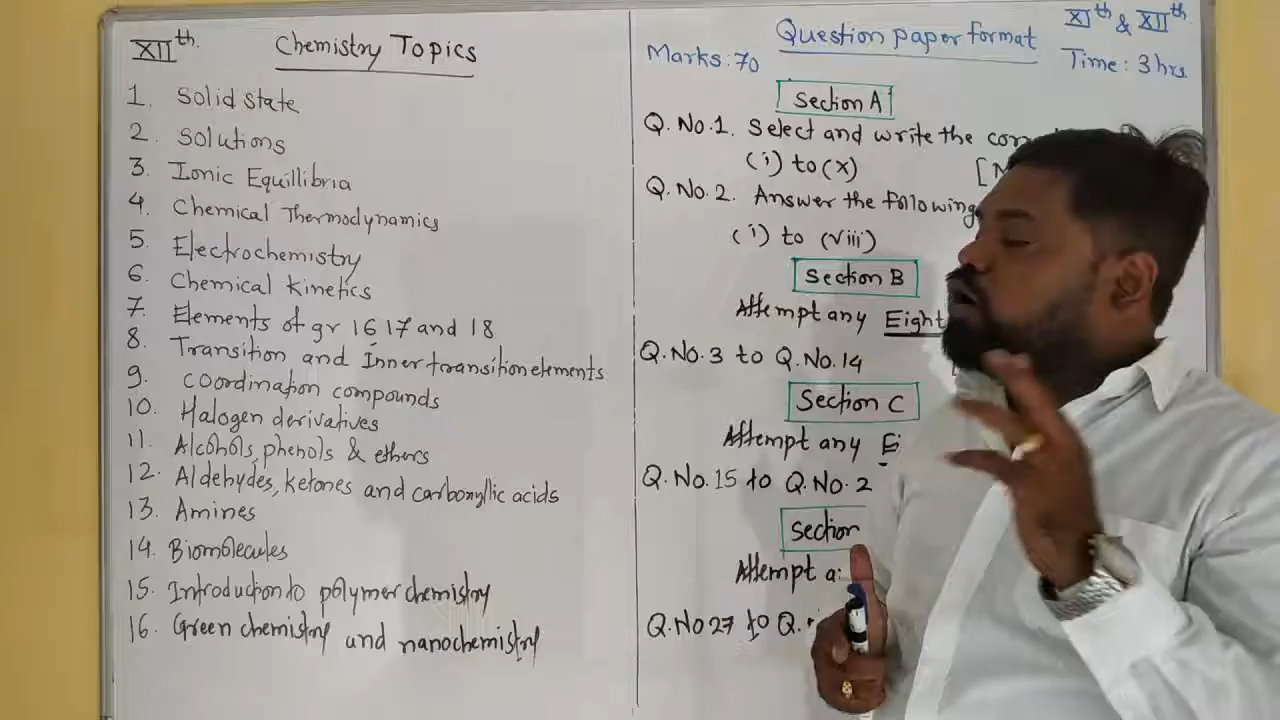 XIIth. Chemistry Topics
1. Solid state
2. Solutions
3. Ionic Equillibria
4. Chemical Thermodynamics
5. Electrochemistry
6. Chemical kinetics
7. Elements of gr 16 17 and 18
8. Transition and Inner transition elements
9. Coordination compounds
10. Halogen derivatives
11. Alcohols, phenols & ethers
12. Aldehydes, ketones and carboxyllic acids
13. Amines
14. Biomolecules
15. Introduction to polymer chemistry
16. Green chemistry and nanochemistry
Question paper format XIth & XIIth
Marks: 70 Time: 3 hrs
Section A
Q. No. 1. Select and write the
(i) to (x)
Q. No. 2. Answer the following
(i) to (viii)
Section B
Attempt any Eight
Q. No. 3 to Q. No. 14
Section C
Attempt any
Q. No. 15 to Q. No. 2
Section
Attempt
Q. No 27 to Q.